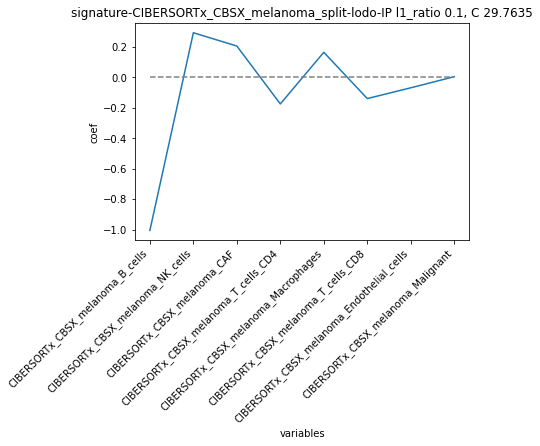 signature-CIBERSORTx_CBSX_melanoma_split-lodo-IP l1_ratio 0.1, C 29.7635
coef
0.2
0.0
−0.2
−0.4
−0.6
−0.8
−1.0
CIBERSORTx_CBSX_melanoma_B_cells
CIBERSORTx_CBSX_melanoma_NK_cells
CIBERSORTx_CBSX_melanoma_CAF
CIBERSORTx_CBSX_melanoma_T_cells_CD4
CIBERSORTx_CBSX_melanoma_Macrophages
CIBERSORTx_CBSX_melanoma_T_cells_CD8
CIBERSORTx_CBSX_melanoma_Endothelial_cells
CIBERSORTx_CBSX_melanoma_Malignant
variables